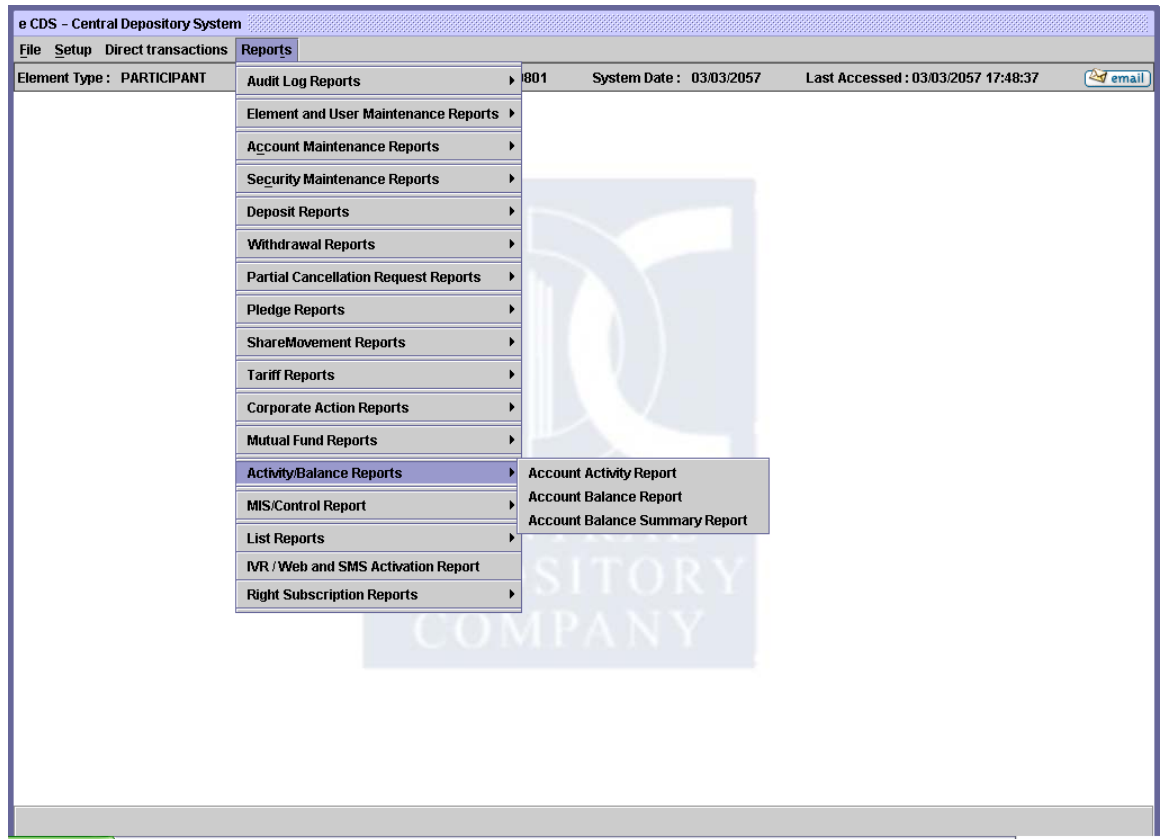 e CDS – Central Depository System
File Setup Direct transactions Reports
Element Type : PARTICIPANT 801 System Date : 03/03/2057 Last Accessed : 03/03/2057 17:48:37 email
Audit Log Reports
Element and User Maintenance Reports
Account Maintenance Reports
Security Maintenance Reports
Deposit Reports
Withdrawal Reports
Partial Cancellation Request Reports
Pledge Reports
ShareMovement Reports
Tariff Reports
Corporate Action Reports
Mutual Fund Reports
Activity/Balance Reports
Account Activity Report
Account Balance Report
Account Balance Summary Report
MIS/Control Report
List Reports
IVR / Web and SMS Activation Report
Right Subscription Reports
SITORY
COMPANY